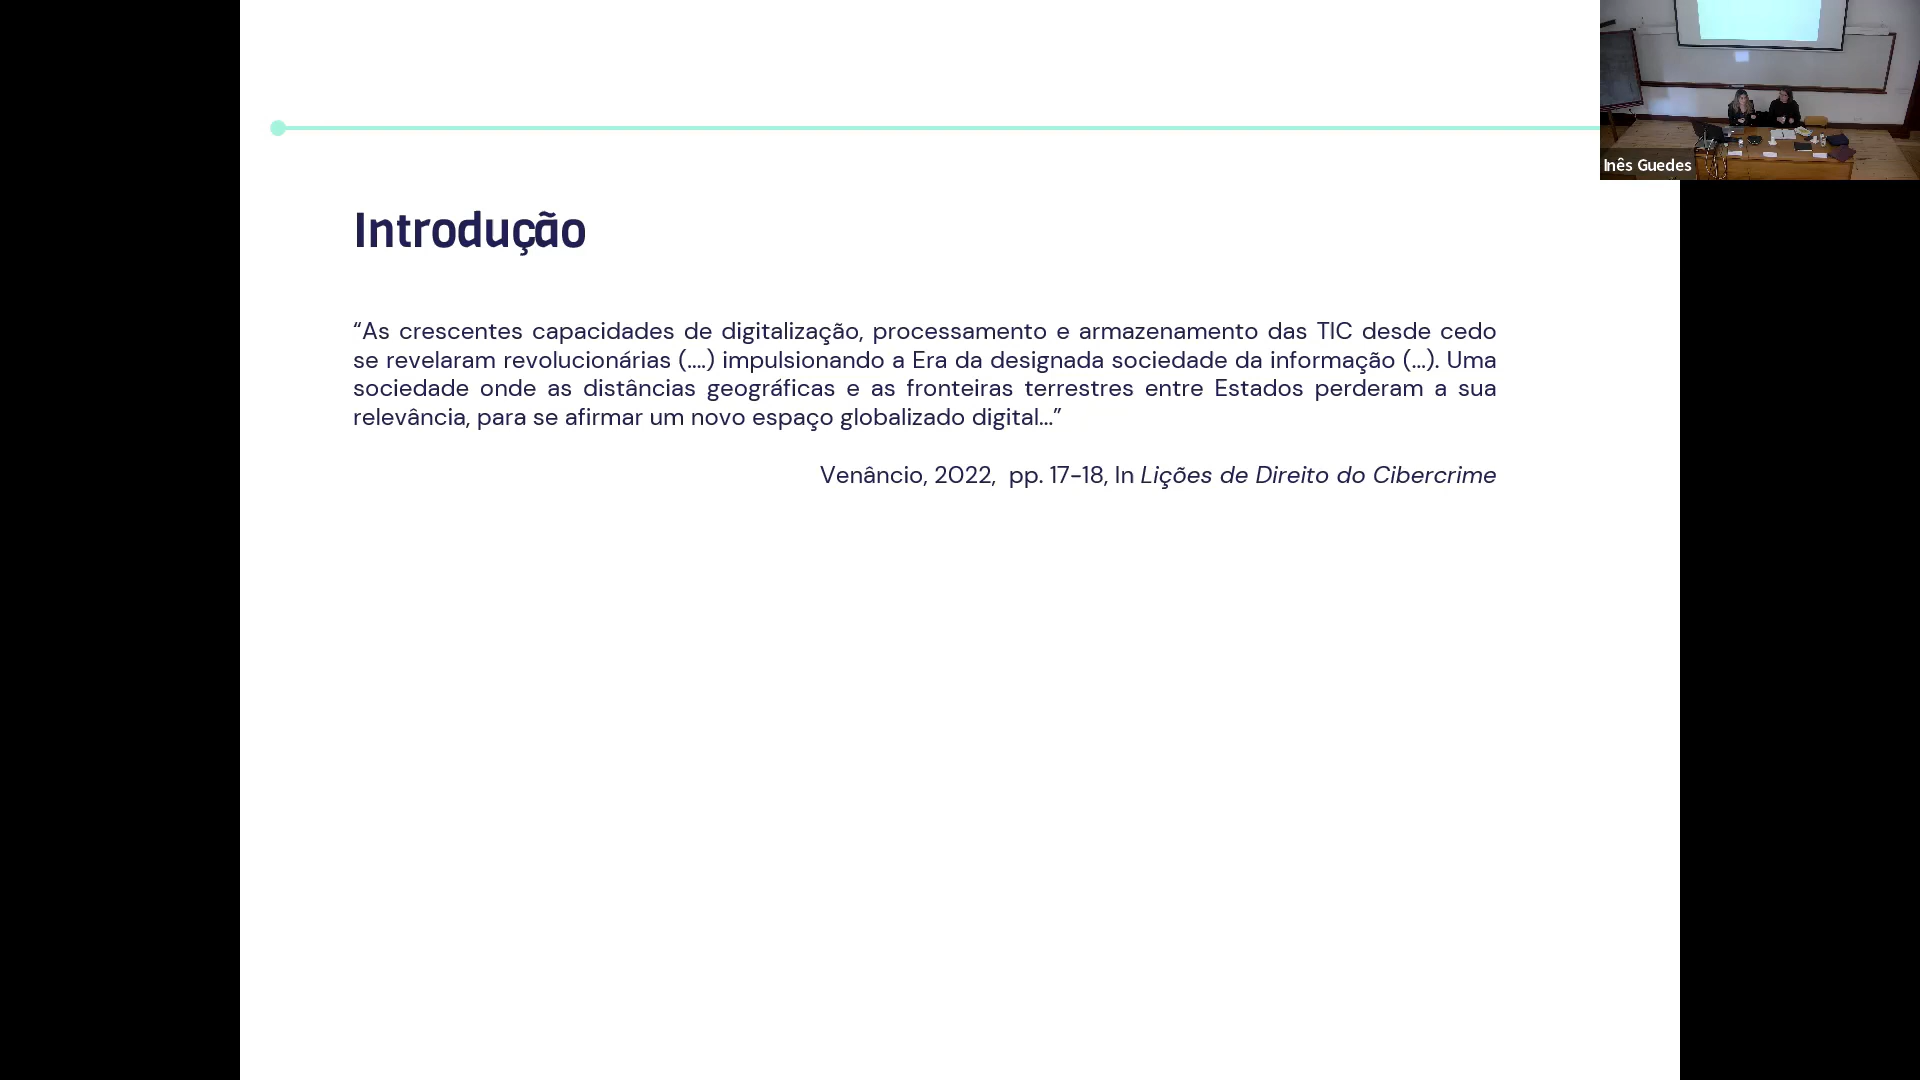 Inês Guedes
Introdução
“As crescentes capacidades de digitalização, processamento e armazenamento das TIC desde cedo
se revelaram revolucionárias (....) impulsionando a Era da designada sociedade da informação (...). Uma
sociedade onde as distâncias geográficas e as fronteiras terrestres entre Estados perderam a sua
relevância, para se afirmar um novo espaço globalizado digital...”
Venâncio, 2022,  pp. 17-18, In Lições de Direito do Cibercrime